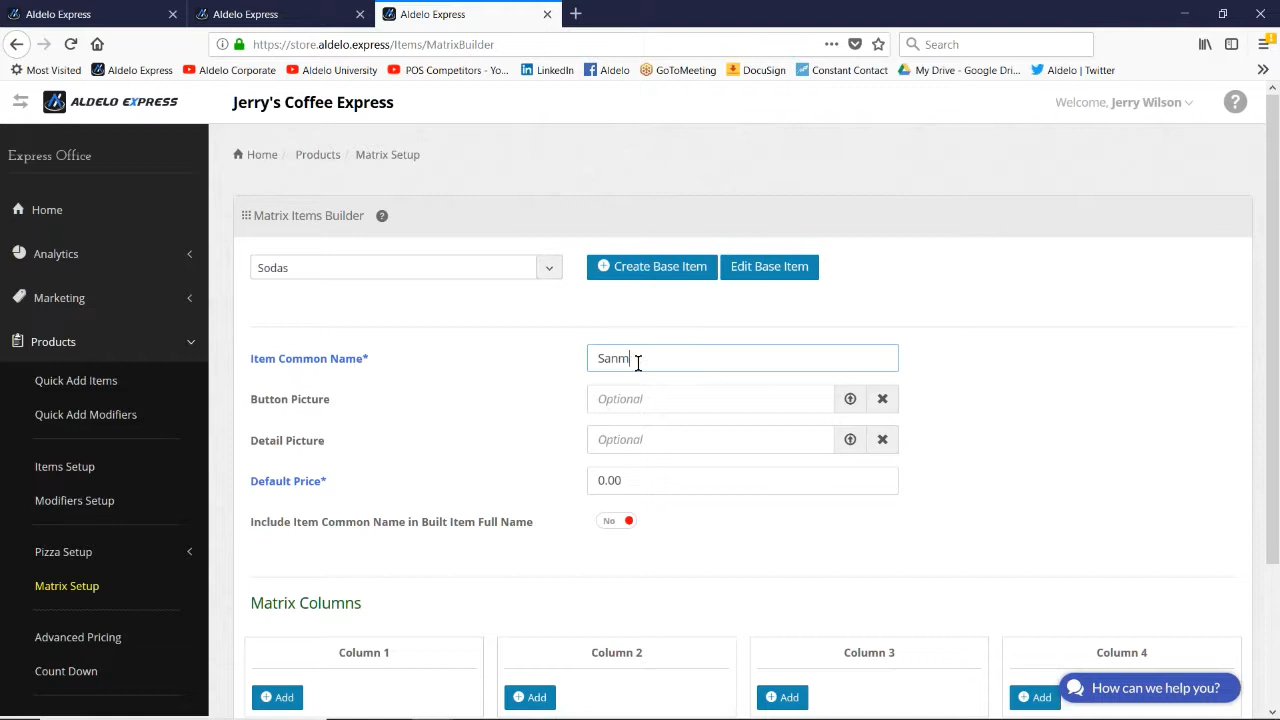 Aldelo Express
Aldelo Express
Aldelo Express
https://store.aldelo.express/Items/MatrixBuilder
Search
Most Visited
Aldelo Express
Aldelo Corporate
Aldelo University
POS Competitors - Yo...
LinkedIn
Aldelo
GoToMeeting
DocuSign
Constant Contact
My Drive - Google Dri...
Aldelo | Twitter
ALDELO EXPRESS
Jerry's Coffee Express
Welcome, Jerry Wilson
Express Office
Home
Analytics
Marketing
Products
Quick Add Items
Quick Add Modifiers
Items Setup
Modifiers Setup
Pizza Setup
Matrix Setup
Advanced Pricing
Count Down
Home / Products / Matrix Setup
Matrix Items Builder
Sodas
Create Base Item
Edit Base Item
Item Common Name*
Sanm
Button Picture
Optional
Detail Picture
Optional
Default Price*
0.00
Include Item Common Name in Built Item Full Name
No
Matrix Columns
Column 1
Column 2
Column 3
Column 4
Add
Add
Add
Add
How can we help you?